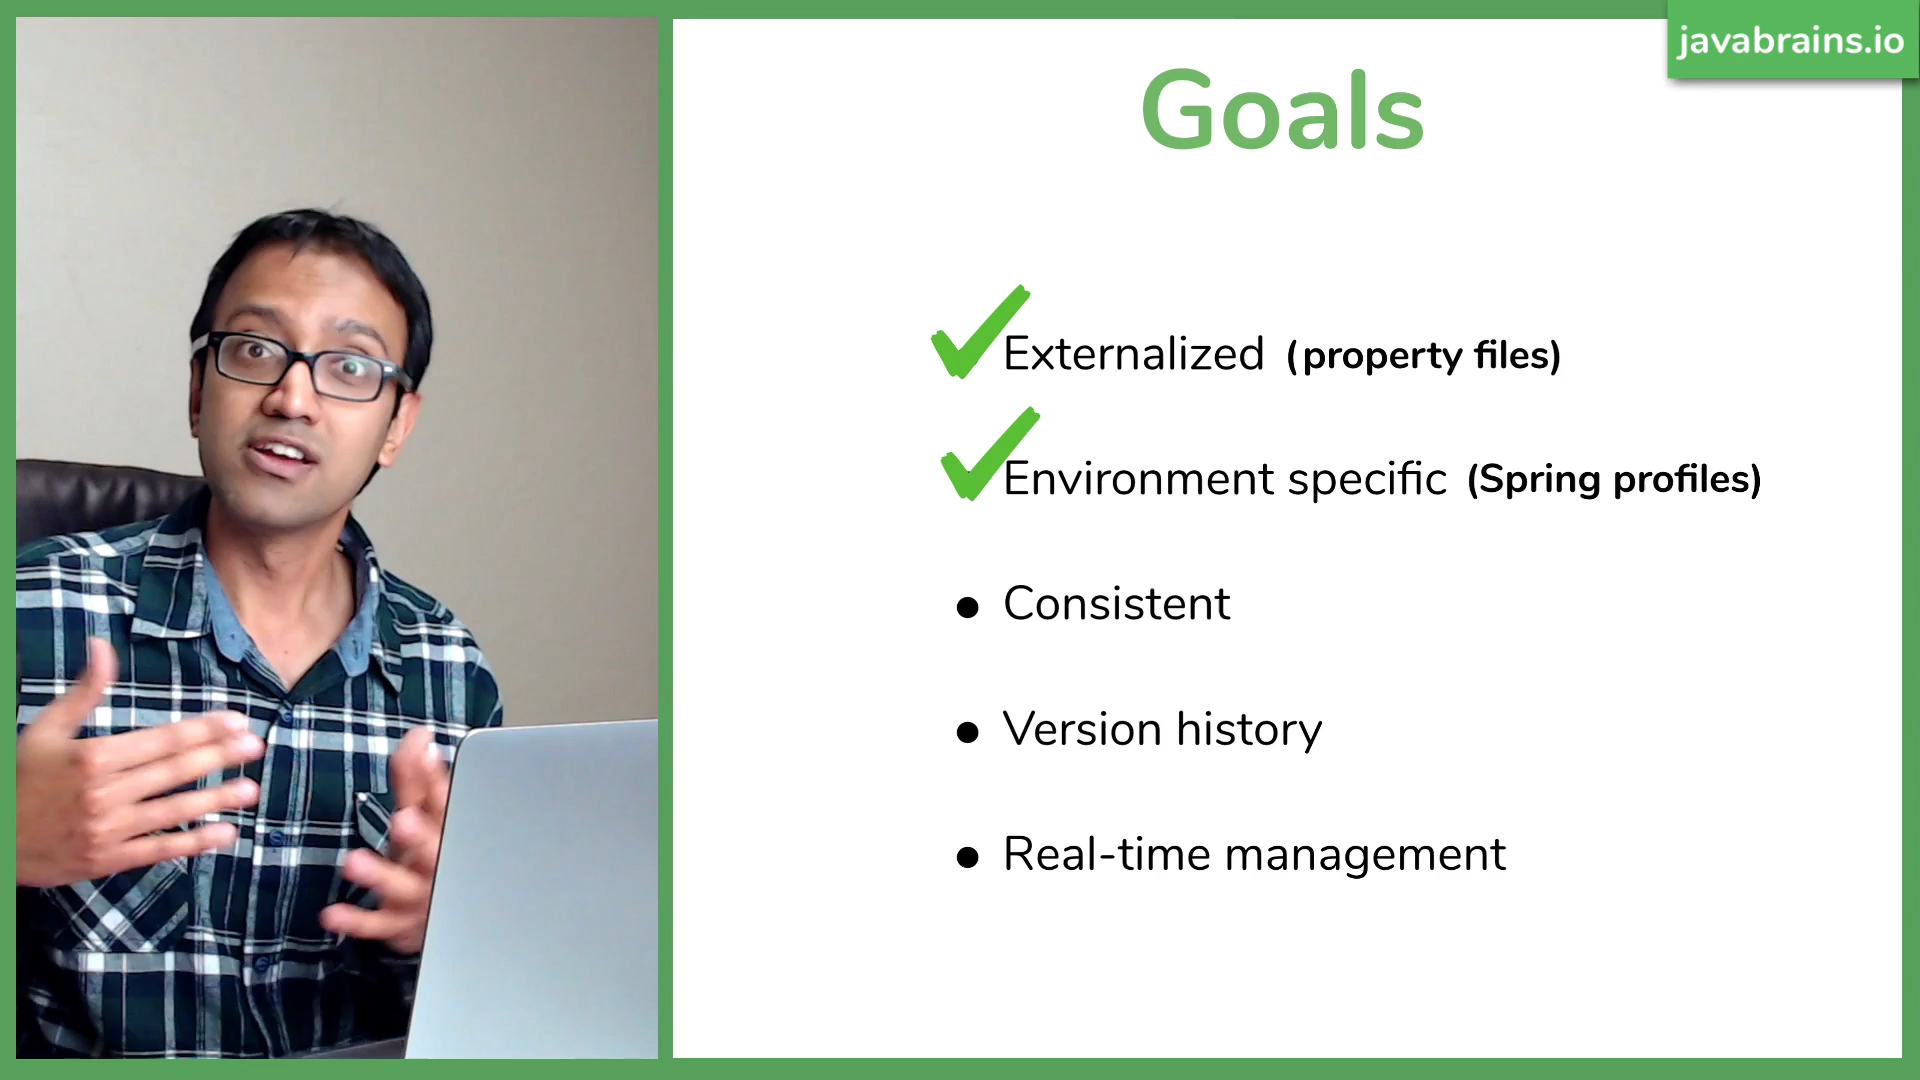 javabrains.io
Goals
Externalized (property files)
Environment specific (Spring profiles)
Consistent
Version history
Real-time management